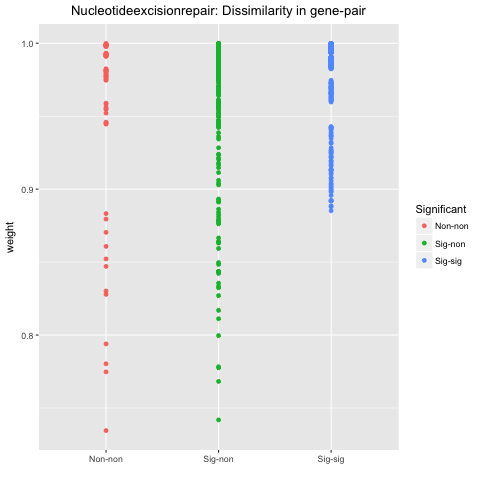 Nucleotideexcisionrepair: Dissimilarity in gene-pair
1.0
0.9
0.8
weight
Non-non
Sig-non
Sig-sig
Significant
Non-non
Sig-non
Sig-sig